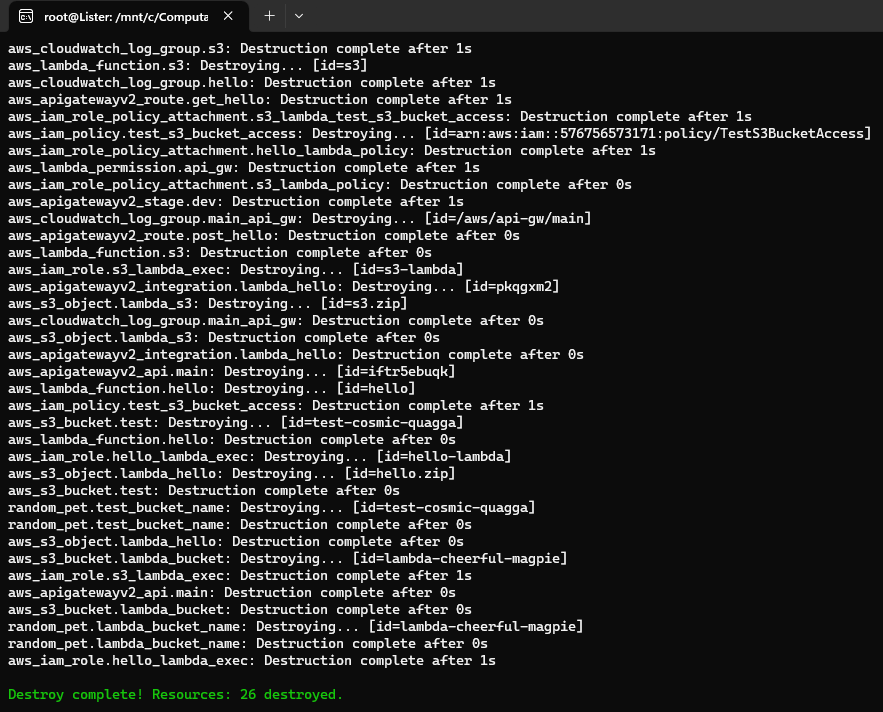 root@Lister: /mnt/c/Computa
aws_cloudwatch_log_group.s3: Destruction complete after 1s
aws_lambda_function.s3: Destroying... [id=s3]
aws_cloudwatch_log_group.hello: Destruction complete after 1s
aws_apigatewayv2_route.get_hello: Destruction complete after 1s
aws_iam_role_policy_attachment.s3_lambda_test_s3_bucket_access: Destruction complete after 1s
aws_iam_policy.test_s3_bucket_access: Destroying... [id=arn:aws:iam::576756573171:policy/TestS3BucketAccess]
aws_iam_role_policy_attachment.hello_lambda_policy: Destruction complete after 1s
aws_lambda_permission.api_gw: Destruction complete after 1s
aws_iam_role_policy_attachment.s3_lambda_policy: Destruction complete after 0s
aws_apigatewayv2_stage.dev: Destruction complete after 1s
aws_cloudwatch_log_group.main_api_gw: Destroying... [id=/aws/api-gw/main]
aws_apigatewayv2_route.post_hello: Destruction complete after 0s
aws_lambda_function.s3: Destruction complete after 0s
aws_iam_role.s3_lambda_exec: Destroying... [id=s3-lambda]
aws_apigatewayv2_integration.lambda_hello: Destroying... [id=pkqgxm2]
aws_s3_object.lambda_s3: Destroying... [id=s3.zip]
aws_cloudwatch_log_group.main_api_gw: Destruction complete after 0s
aws_s3_object.lambda_s3: Destruction complete after 0s
aws_apigatewayv2_integration.lambda_hello: Destruction complete after 0s
aws_apigatewayv2_api.main: Destroying... [id=iftr5ebuqk]
aws_lambda_function.hello: Destroying... [id=hello]
aws_iam_policy.test_s3_bucket_access: Destruction complete after 1s
aws_s3_bucket.test: Destroying... [id=test-cosmic-quagga]
aws_lambda_function.hello: Destruction complete after 0s
aws_iam_role.hello_lambda_exec: Destroying... [id=hello-lambda]
aws_s3_object.lambda_hello: Destroying... [id=hello.zip]
aws_s3_bucket.test: Destruction complete after 0s
random_pet.test_bucket_name: Destroying... [id=test-cosmic-quagga]
random_pet.test_bucket_name: Destruction complete after 0s
aws_s3_object.lambda_hello: Destruction complete after 0s
aws_s3_bucket.lambda_bucket: Destroying... [id=lambda-cheerful-magpie]
aws_iam_role.s3_lambda_exec: Destruction complete after 1s
aws_apigatewayv2_api.main: Destruction complete after 0s
aws_s3_bucket.lambda_bucket: Destruction complete after 0s
random_pet.lambda_bucket_name: Destroying... [id=lambda-cheerful-magpie]
random_pet.lambda_bucket_name: Destruction complete after 0s
aws_iam_role.hello_lambda_exec: Destruction complete after 1s
Destroy complete! Resources: 26 destroyed.